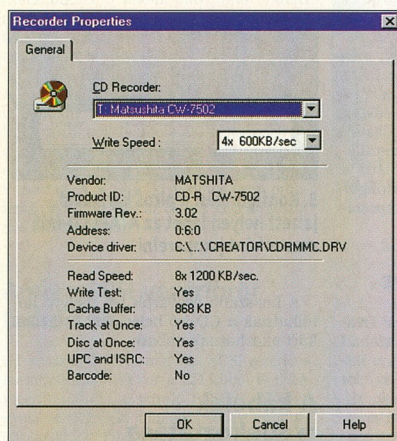 Recorder Properties
General
CD Recorder:
T: Matsushita CW-7502
Write Speed : 4x 600KB/sec
Vendor: MATSHITA
Product ID: CD-R CW-7502
Firmware Rev.: 3.02
Address: 0:6:0
Device driver: C:\...\ CREATOR\CDRMMC.DRV
Read Speed: 8x 1200 KB/sec.
Write Test: Yes
Cache Buffer: 868 KB
Track at Once: Yes
Disc at Once: Yes
UPC and ISRC: Yes
Barcode: No
OK Cancel Help